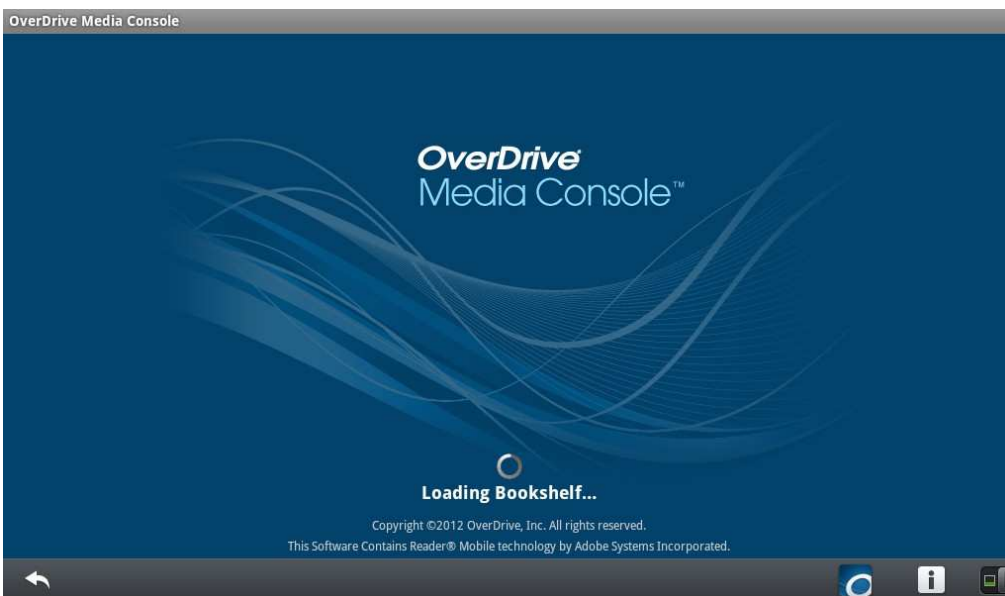 OverDrive Media Console
OverDrive®
Media Console™
Loading Bookshelf...
Copyright ©2012 OverDrive, Inc. All rights reserved.
This Software Contains Reader® Mobile technology by Adobe Systems Incorporated.